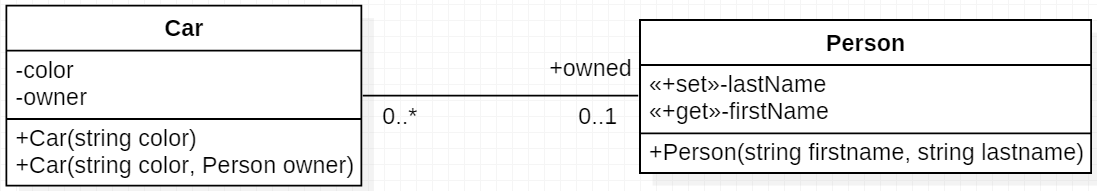 Car
-color
-owner
+Car(string color)
+Car(string color, Person owner)
+owned
0..*
0..1
Person
«+set»-lastName
«+get»-firstName
+Person(string firstname, string lastname)